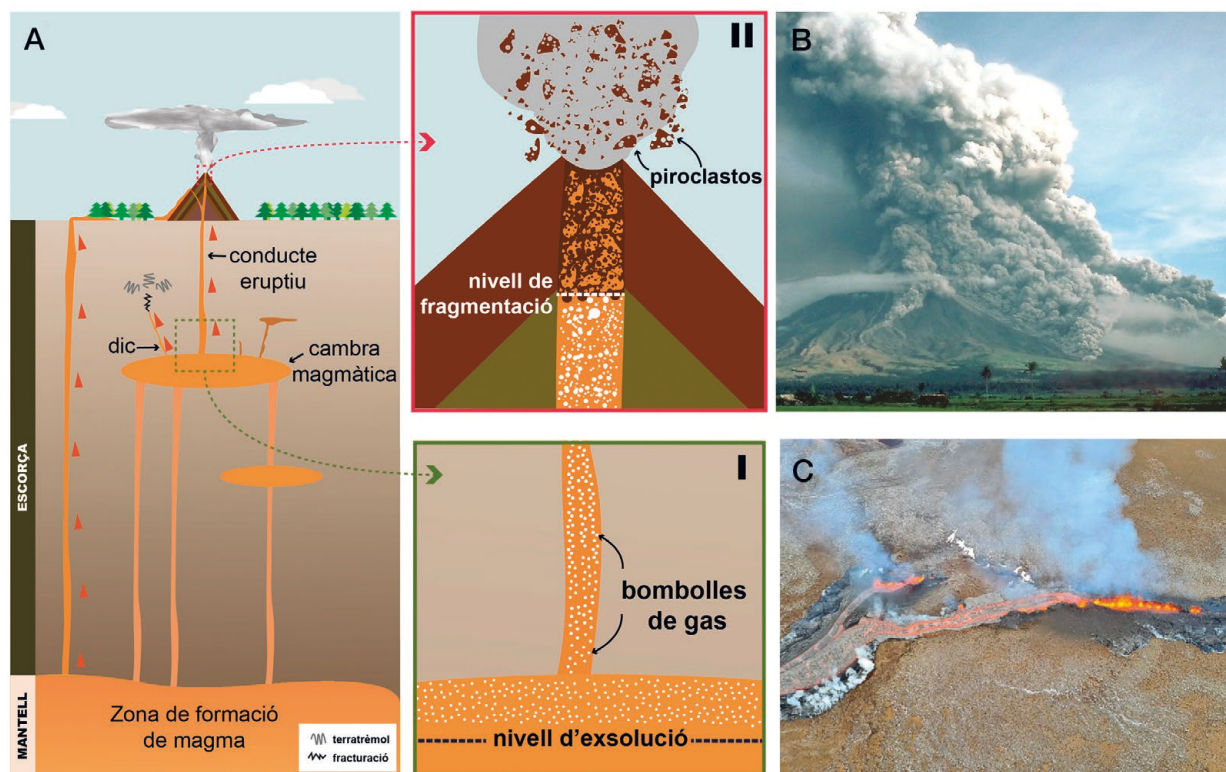 A
conducte
eruptiu
dic
cambra
magmàtica
ESCORÇA
MANTELL
Zona de formació
de magma
terratrèmol
fracturació
II
piroclastos
nivell de
fragmentació
I
bombolles
de gas
nivell d'exsolució
B
C